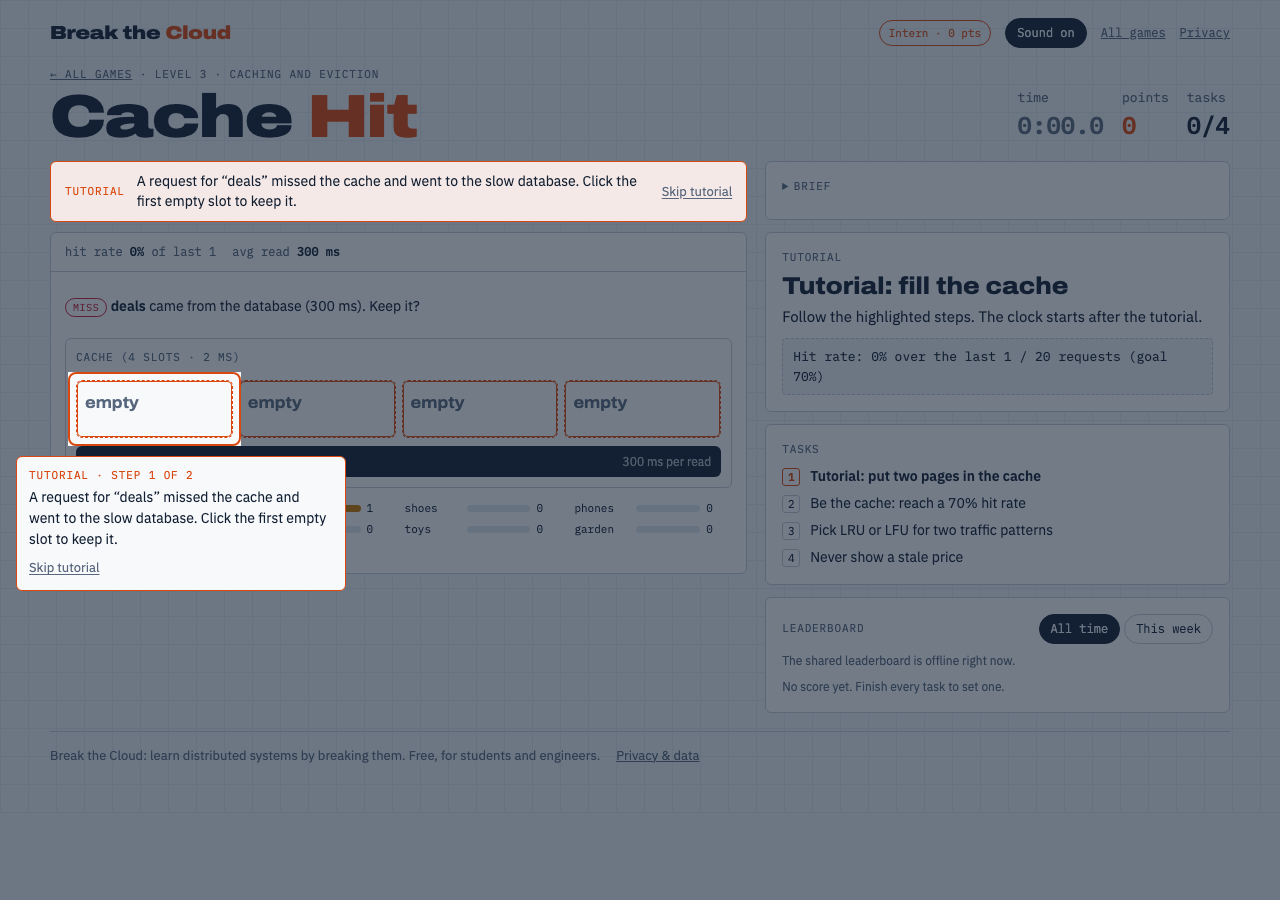 Break the Cloud
Intern · 0 pts
Sound on
All games
Privacy
← ALL GAMES · LEVEL 3 · CACHING AND EVICTION
Cache Hit
time
0:00.0
points
0
tasks
0/4
TUTORIAL
A request for “deals” missed the cache and went to the slow database. Click the
first empty slot to keep it.
Skip tutorial
hit rate 0% of last 1 avg read 300 ms
MISS deals came from the database (300 ms). Keep it?
CACHE (4 SLOTS · 2 MS)
empty
empty
empty
empty
300 ms per read
1
shoes 0
phones 0
0
toys 0
garden 0
TUTORIAL · STEP 1 OF 2
A request for “deals” missed the cache and
went to the slow database. Click the first empty
slot to keep it.
Skip tutorial
▶ BRIEF
TUTORIAL
Tutorial: fill the cache
Follow the highlighted steps. The clock starts after the tutorial.
Hit rate: 0% over the last 1 / 20 requests (goal
70%)
TASKS
1 Tutorial: put two pages in the cache
2 Be the cache: reach a 70% hit rate
3 Pick LRU or LFU for two traffic patterns
4 Never show a stale price
LEADERBOARD
All time
This week
The shared leaderboard is offline right now.
No score yet. Finish every task to set one.
Break the Cloud: learn distributed systems by breaking them. Free, for students and engineers.
Privacy & data